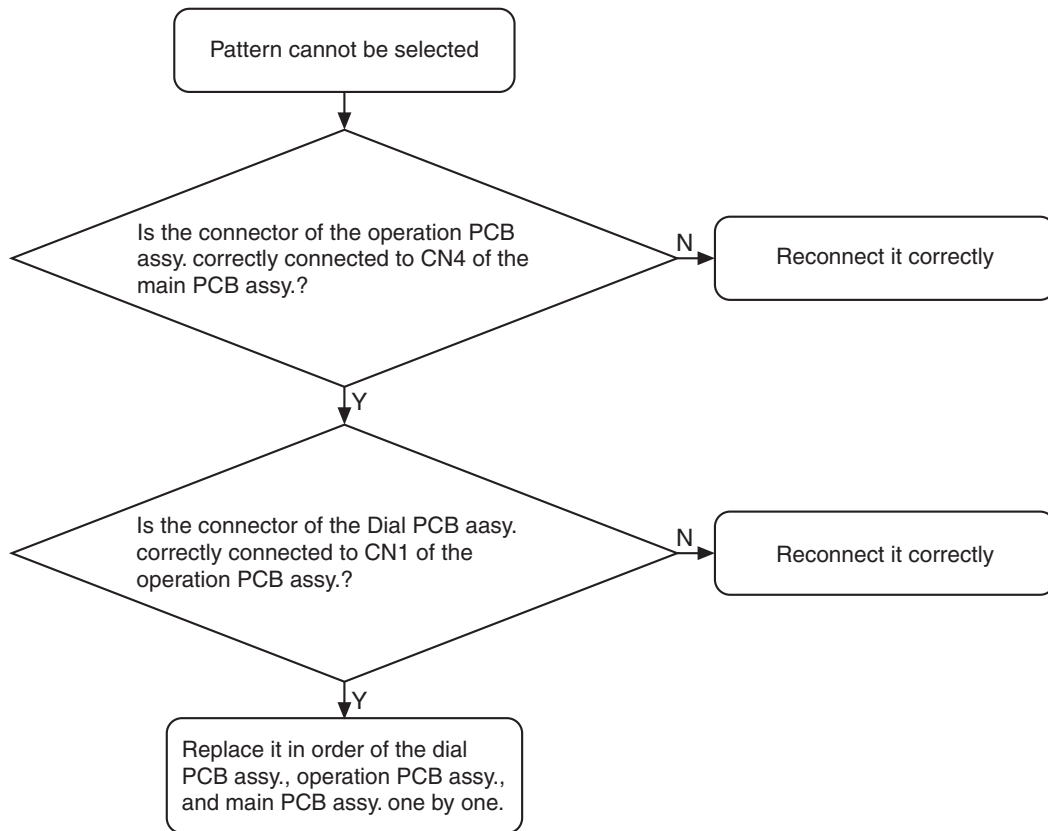 Pattern cannot be selected
Is the connector of the operation PCB
assy. correctly connected to CN4 of the
main PCB assy.?
N
Reconnect it correctly
Y
Is the connector of the Dial PCB aasy.
correctly connected to CN1 of the
operation PCB assy.?
N
Reconnect it correctly
Y
Replace it in order of the dial
PCB assy., operation PCB assy.,
and main PCB assy. one by one.